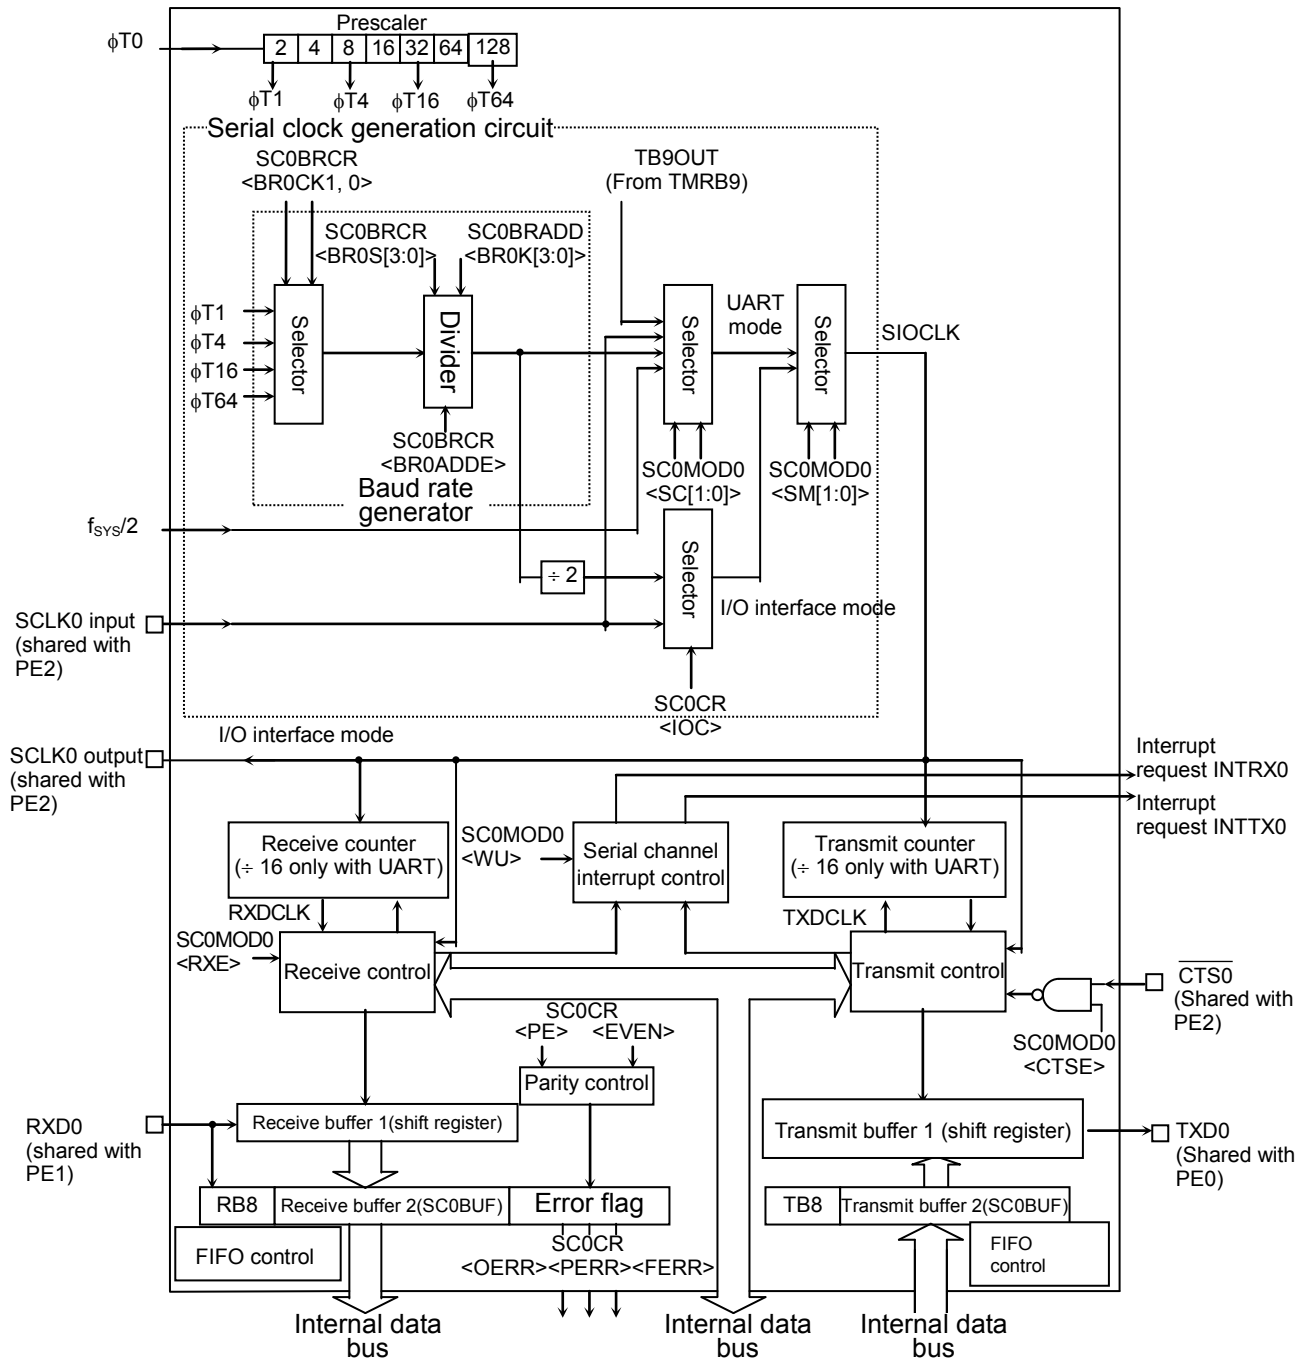 Prescaler
ϕT0
2 4 8 16 32 64 128
ϕT1 ϕT4 ϕT16 ϕT64
Serial clock generation circuit
SC0BRCR
<BR0CK1, 0>
TB9OUT
(From TMRB9)
SC0BRCR
<BR0S[3:0]>
SC0BRADD
<BR0K[3:0]>
ϕT1
ϕT4
ϕT16
ϕT64
Selector
Divider
Selector
UART
mode
Selector
SIOCLK
SC0BRCR
<BR0ADDE>
Baud rate
generator
SC0MOD0
<SC[1:0]>
SC0MOD0
<SM[1:0]>
fSYS/2
÷ 2
Selector
I/O interface mode
SCLK0 input
(shared with
PE2)
SC0CR
<IOC>
I/O interface mode
SCLK0 output
(shared with
PE2)
Interrupt
request INTRX0
Interrupt
request INTTX0
Receive counter
(÷ 16 only with UART)
SC0MOD0
<WU>
Serial channel
interrupt control
Transmit counter
(÷ 16 only with UART)
RXDCLK
TXDCLK
SC0MOD0
<RXE>
Receive control
Transmit control
CTS0
(Shared with
PE2)
SC0MOD0
<CTSE>
SC0CR
<PE> <EVEN>
Parity control
RXD0
(shared with
PE1)
Receive buffer 1(shift register)
Transmit buffer 1 (shift register)
TXD0
(Shared with
PE0)
RB8 Receive buffer 2(SC0BUF) Error flag
TB8 Transmit buffer 2(SC0BUF)
FIFO control
SC0CR
<OERR><PERR><FERR>
FIFO
control
Internal data
bus
Internal data
bus
Internal data
bus